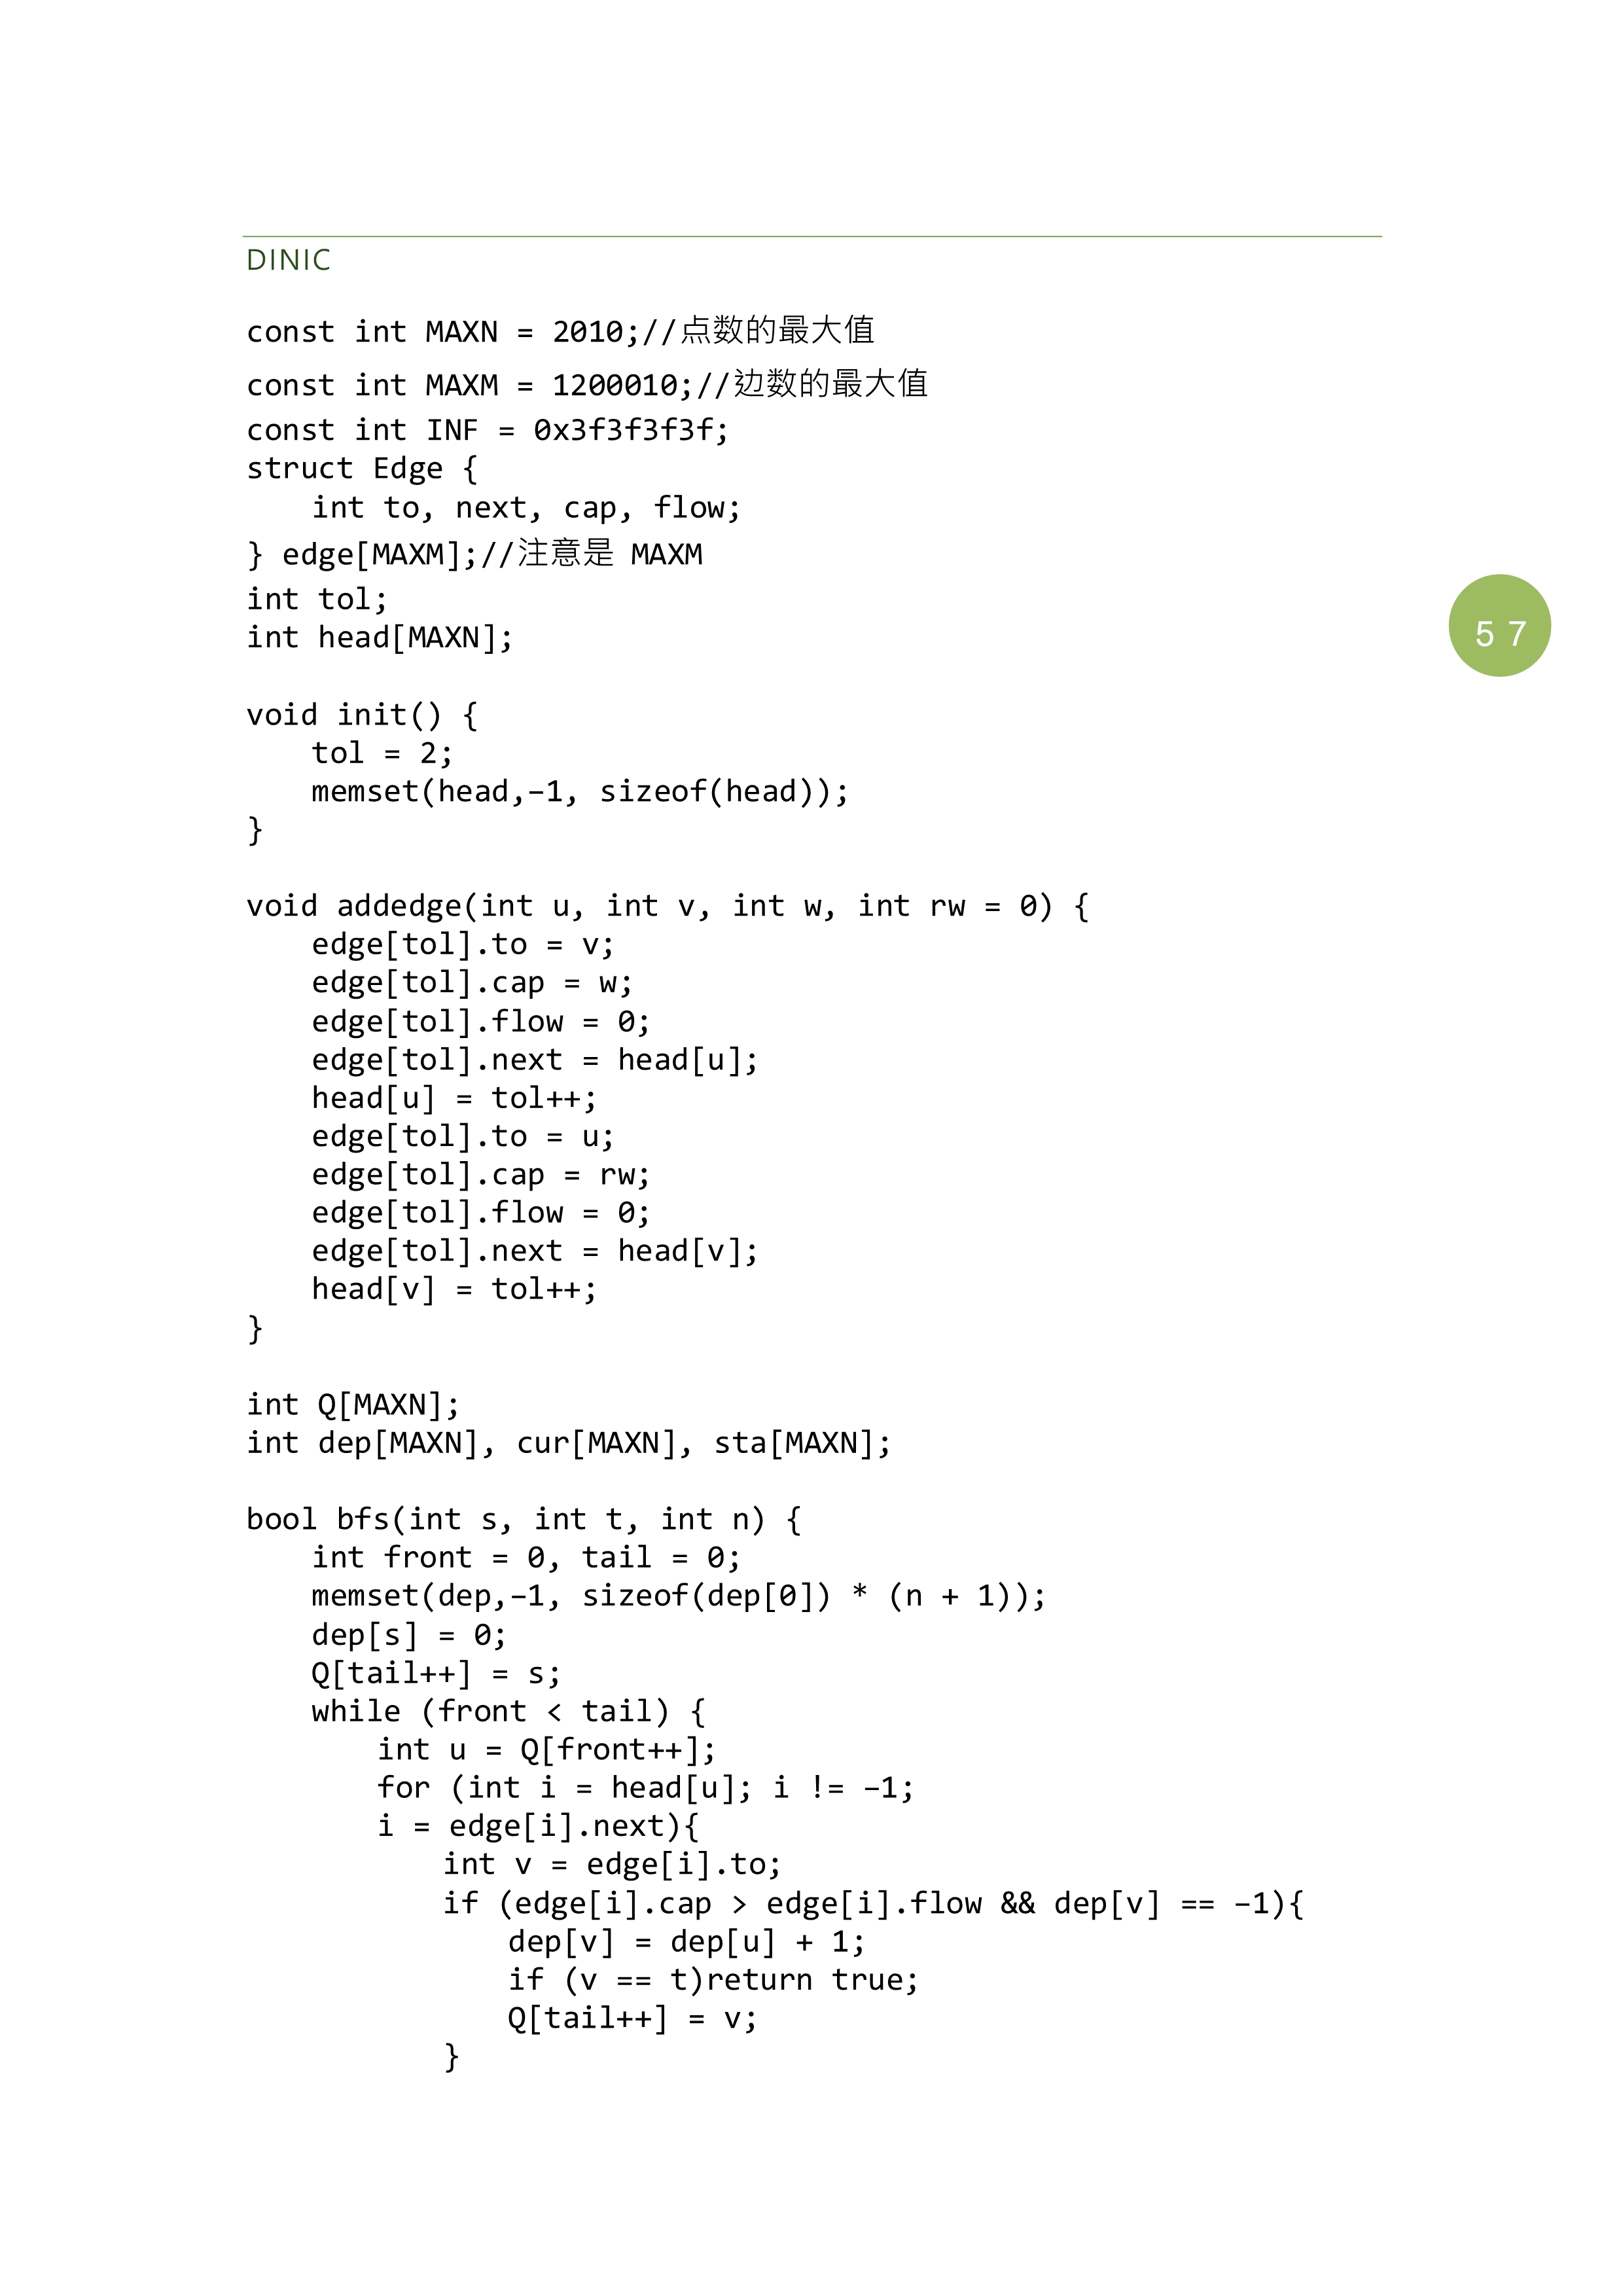 DINIC
const int MAXN = 2010;//点数的最大值
const int MAXM = 1200010;//边数的最大值
const int INF = 0x3f3f3f3f;
struct Edge {
    int to, next, cap, flow;
} edge[MAXM];//注意是 MAXM
int tol;
int head[MAXN];
57
void init() {
    tol = 2;
    memset(head,–1, sizeof(head));
}
void addedge(int u, int v, int w, int rw = 0) {
    edge[tol].to = v;
    edge[tol].cap = w;
    edge[tol].flow = 0;
    edge[tol].next = head[u];
    head[u] = tol++;
    edge[tol].to = u;
    edge[tol].cap = rw;
    edge[tol].flow = 0;
    edge[tol].next = head[v];
    head[v] = tol++;
}
int Q[MAXN];
int dep[MAXN], cur[MAXN], sta[MAXN];
bool bfs(int s, int t, int n) {
    int front = 0, tail = 0;
    memset(dep,–1, sizeof(dep[0]) * (n + 1));
    dep[s] = 0;
    Q[tail++] = s;
    while (front < tail) {
        int u = Q[front++];
        for (int i = head[u]; i != –1;
        i = edge[i].next){
            int v = edge[i].to;
            if (edge[i].cap > edge[i].flow && dep[v] == –1){
                dep[v] = dep[u] + 1;
                if (v == t)return true;
                Q[tail++] = v;
            }